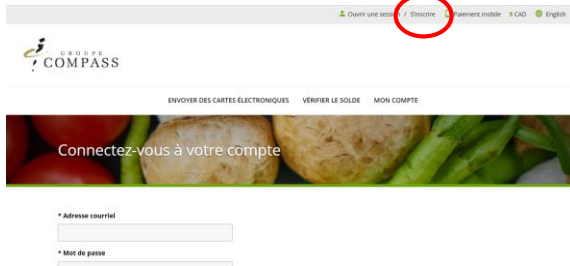 Ouvrir une session / S'inscrire Paiement mobile $ CAD English
GROUPE
COMPASS
ENVOYER DES CARTES ÉLECTRONIQUES VÉRIFIER LE SOLDE MON COMPTE
Connectez-vous à votre compte
* Adresse courriel
* Mot de passe